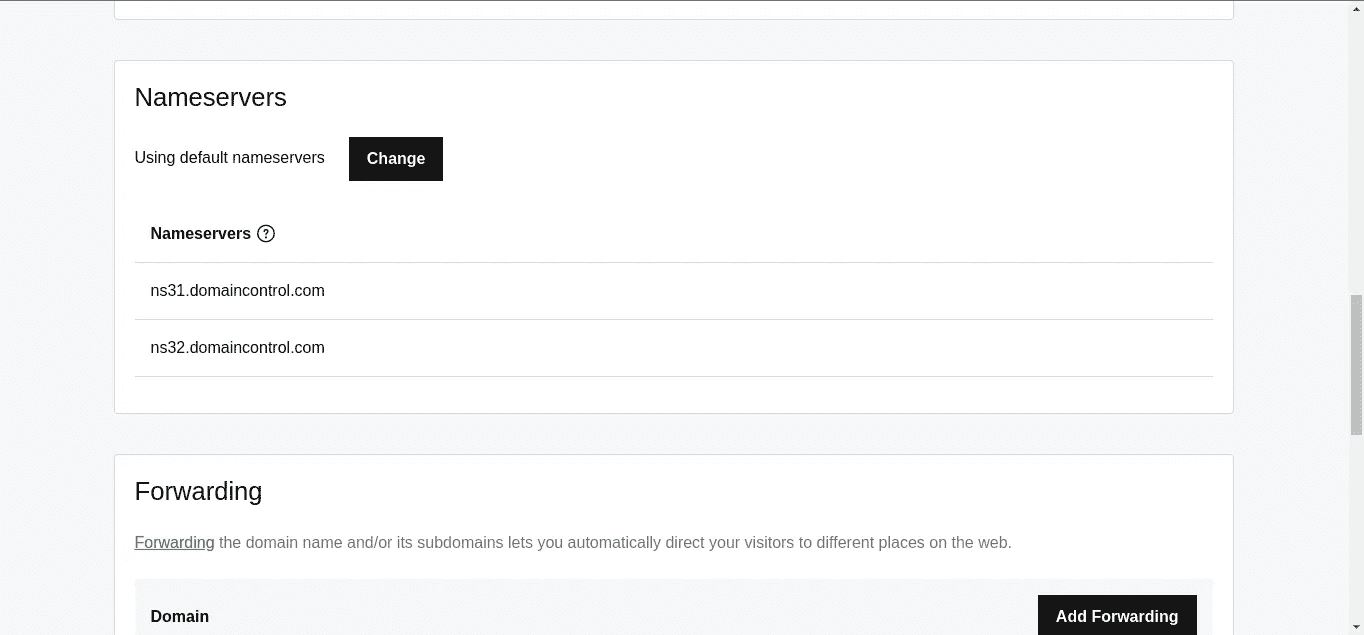 Nameservers
Using default nameservers
Change
Nameservers ?
ns31.domaincontrol.com
ns32.domaincontrol.com
Forwarding
Forwarding the domain name and/or its subdomains lets you automatically direct your visitors to different places on the web.
Domain
Add Forwarding